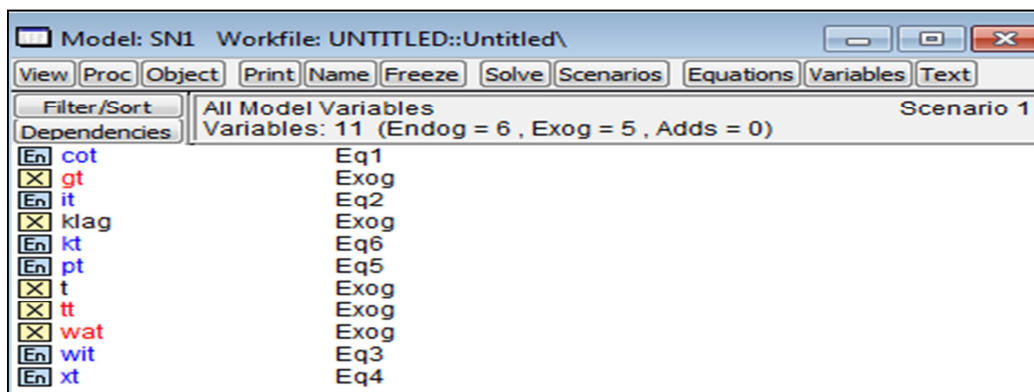 Model: SN1 Workfile: UNTITLED::Untitled\
View Proc Object Print Name Freeze Solve Scenarios Equations Variables Text
Filter/Sort All Model Variables Scenario 1
Dependencies Variables: 11 (Endog = 6 , Exog = 5 , Adds = 0)
En cot Eq1
X gt Exog
En it Eq2
X klag Exog
En kt Eq6
En pt Eq5
X t Exog
X tt Exog
X wat Exog
En wit Eq3
En xt Eq4